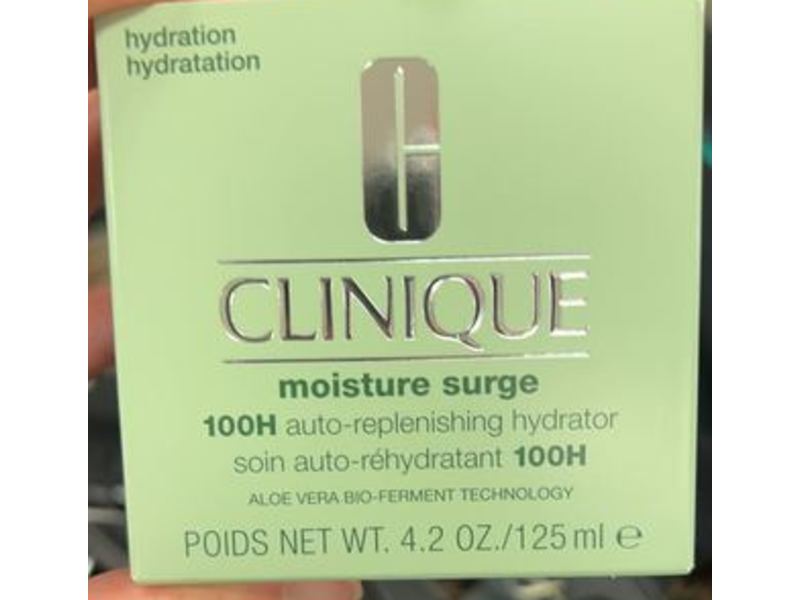 hydration
hydratation
CLINIQUE
moisture surge
100H auto-replenishing hydrator
soin auto-réhydratant 100H
ALOE VERA BIO-FERMENT TECHNOLOGY
POIDS NET WT. 4.2 OZ./125 ml ℮